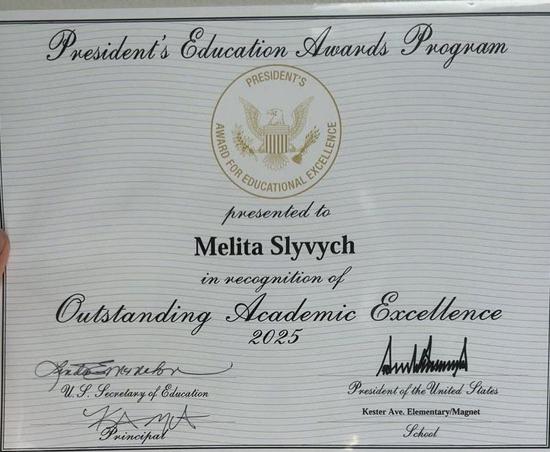 President's Education Awards Program
PRESIDENT'S
AWARD FOR EDUCATIONAL EXCELLENCE
presented to
Melita Slyvych
in recognition of
Outstanding Academic Excellence
2025
U.S. Secretary of Education
President of the United States
Kester Ave. Elementary/Magnet
Principal
School